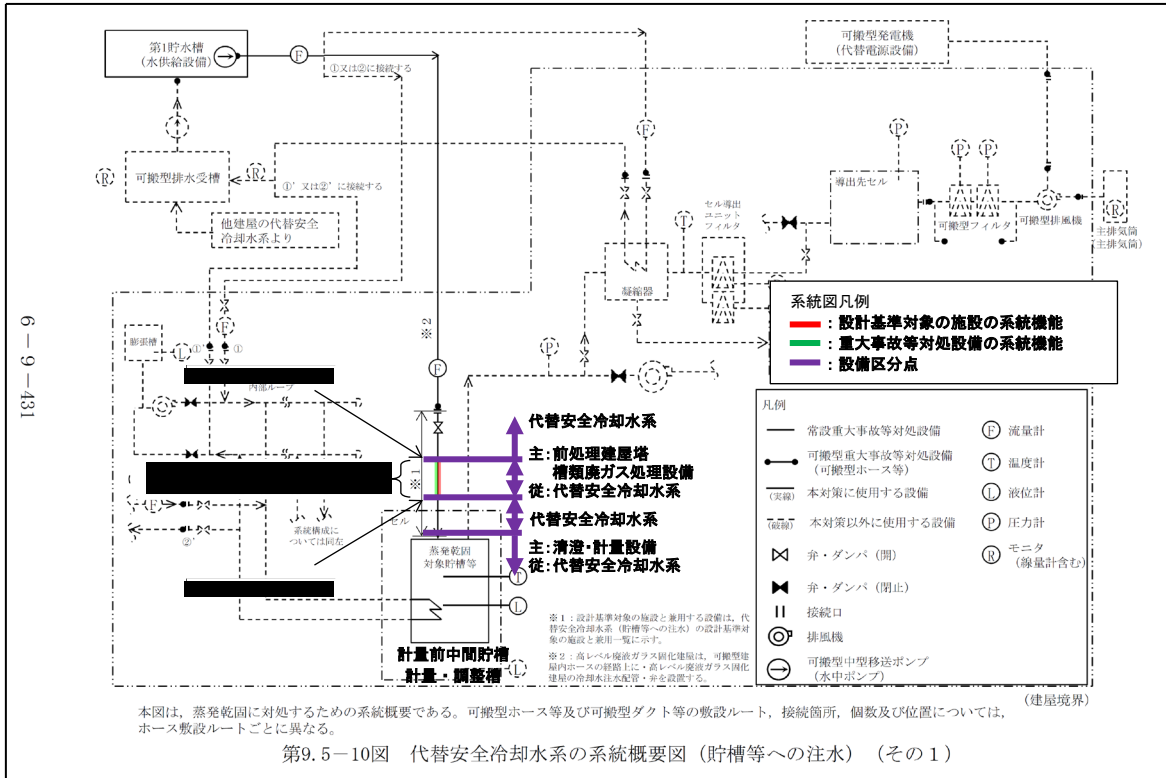 第1貯水槽
(水供給設備)
F
①又は②に接続する
可搬型発電機
(代替電源設備)
F
P
P
P
R
可搬型排水受槽
R
①’又は②’に接続する
他建屋の代替安全
冷却水系より
セル導出
ユニット
フィルタ
T
導出先セル
可搬型フィルタ
可搬型排風機
R
主排気筒
(主排気筒)
凝縮器
6-9-431
※2
膨張槽
L
①’
F
①
内部ループ
P
F
系統図凡例
:設計基準対象の施設の系統機能
:重大事故等対処設備の系統機能
:設備区分点
代替安全冷却水系
主:前処理建屋塔
槽類廃ガス処理設備
従:代替安全冷却水系
※1
代替安全冷却水系
主:清澄・計量設備
従:代替安全冷却水系
F
②’
系統構成に
ついては同左
セル
蒸発乾固
対象貯槽等
T
L
計量前中間貯槽
計量・調整槽
L
凡例
常設重大事故等対処設備
可搬型重大事故等対処設備
(可搬型ホース等)
(実線)
本対策に使用する設備
(破線)
本対策以外に使用する設備
弁・ダンパ(開)
弁・ダンパ(閉止)
接続口
排風機
可搬型中型移送ポンプ
(水中ポンプ)
F 流量計
T 温度計
L 液位計
P 圧力計
R モニタ
(線量計含む)
※1:設計基準対象の施設と兼用する設備は,代
替安全冷却水系(貯槽等への注水)の設計基準対
象の施設と兼用一覧に示す。
※2:高レベル廃液ガラス固化建屋は,可搬型建
屋内ホースの経路上に・高レベル廃液ガラス固化
建屋の冷却水注水配管・弁を設置する。
(建屋境界)
本図は,蒸発乾固に対処するための系統概要である。可搬型ホース等及び可搬型ダクト等の敷設ルート,接続箇所,個数及び位置については,
ホース敷設ルートごとに異なる。
第9.5-10図 代替安全冷却水系の系統概要図(貯槽等への注水)(その1)